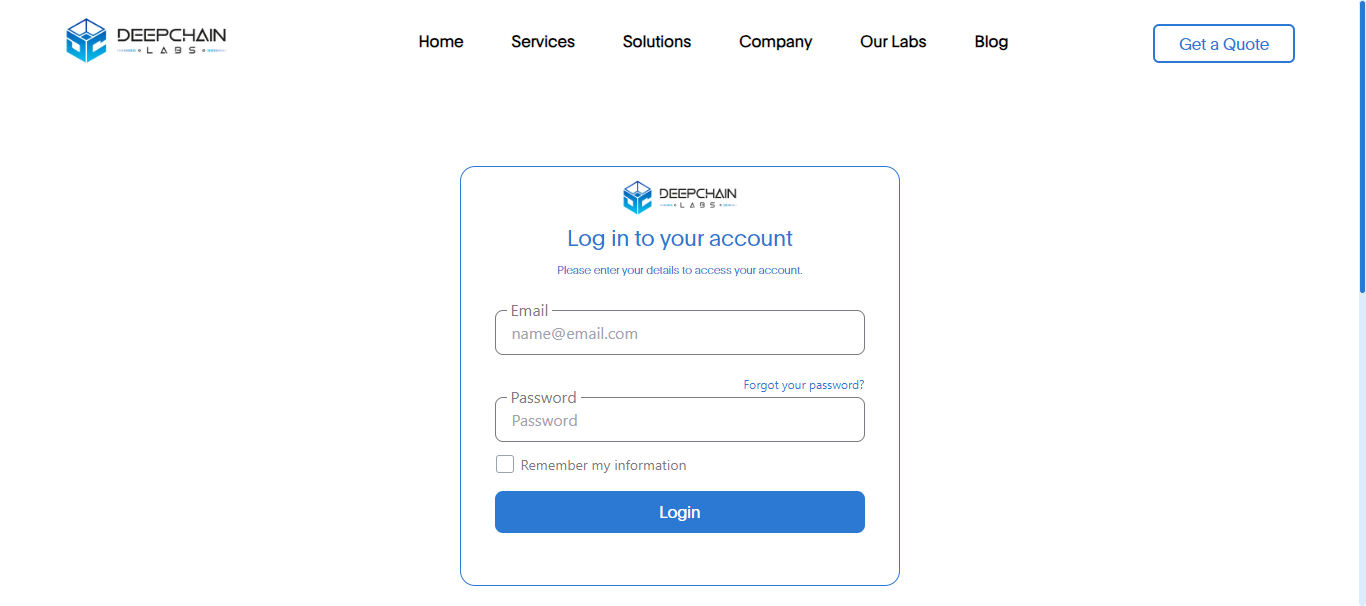 DEEPCHAIN
LABS
Home Services Solutions Company Our Labs Blog
Get a Quote
DEEPCHAIN
LABS
Log in to your account
Please enter your details to access your account.
Email
name@email.com
Forgot your password?
Password
Password
Remember my information
Login